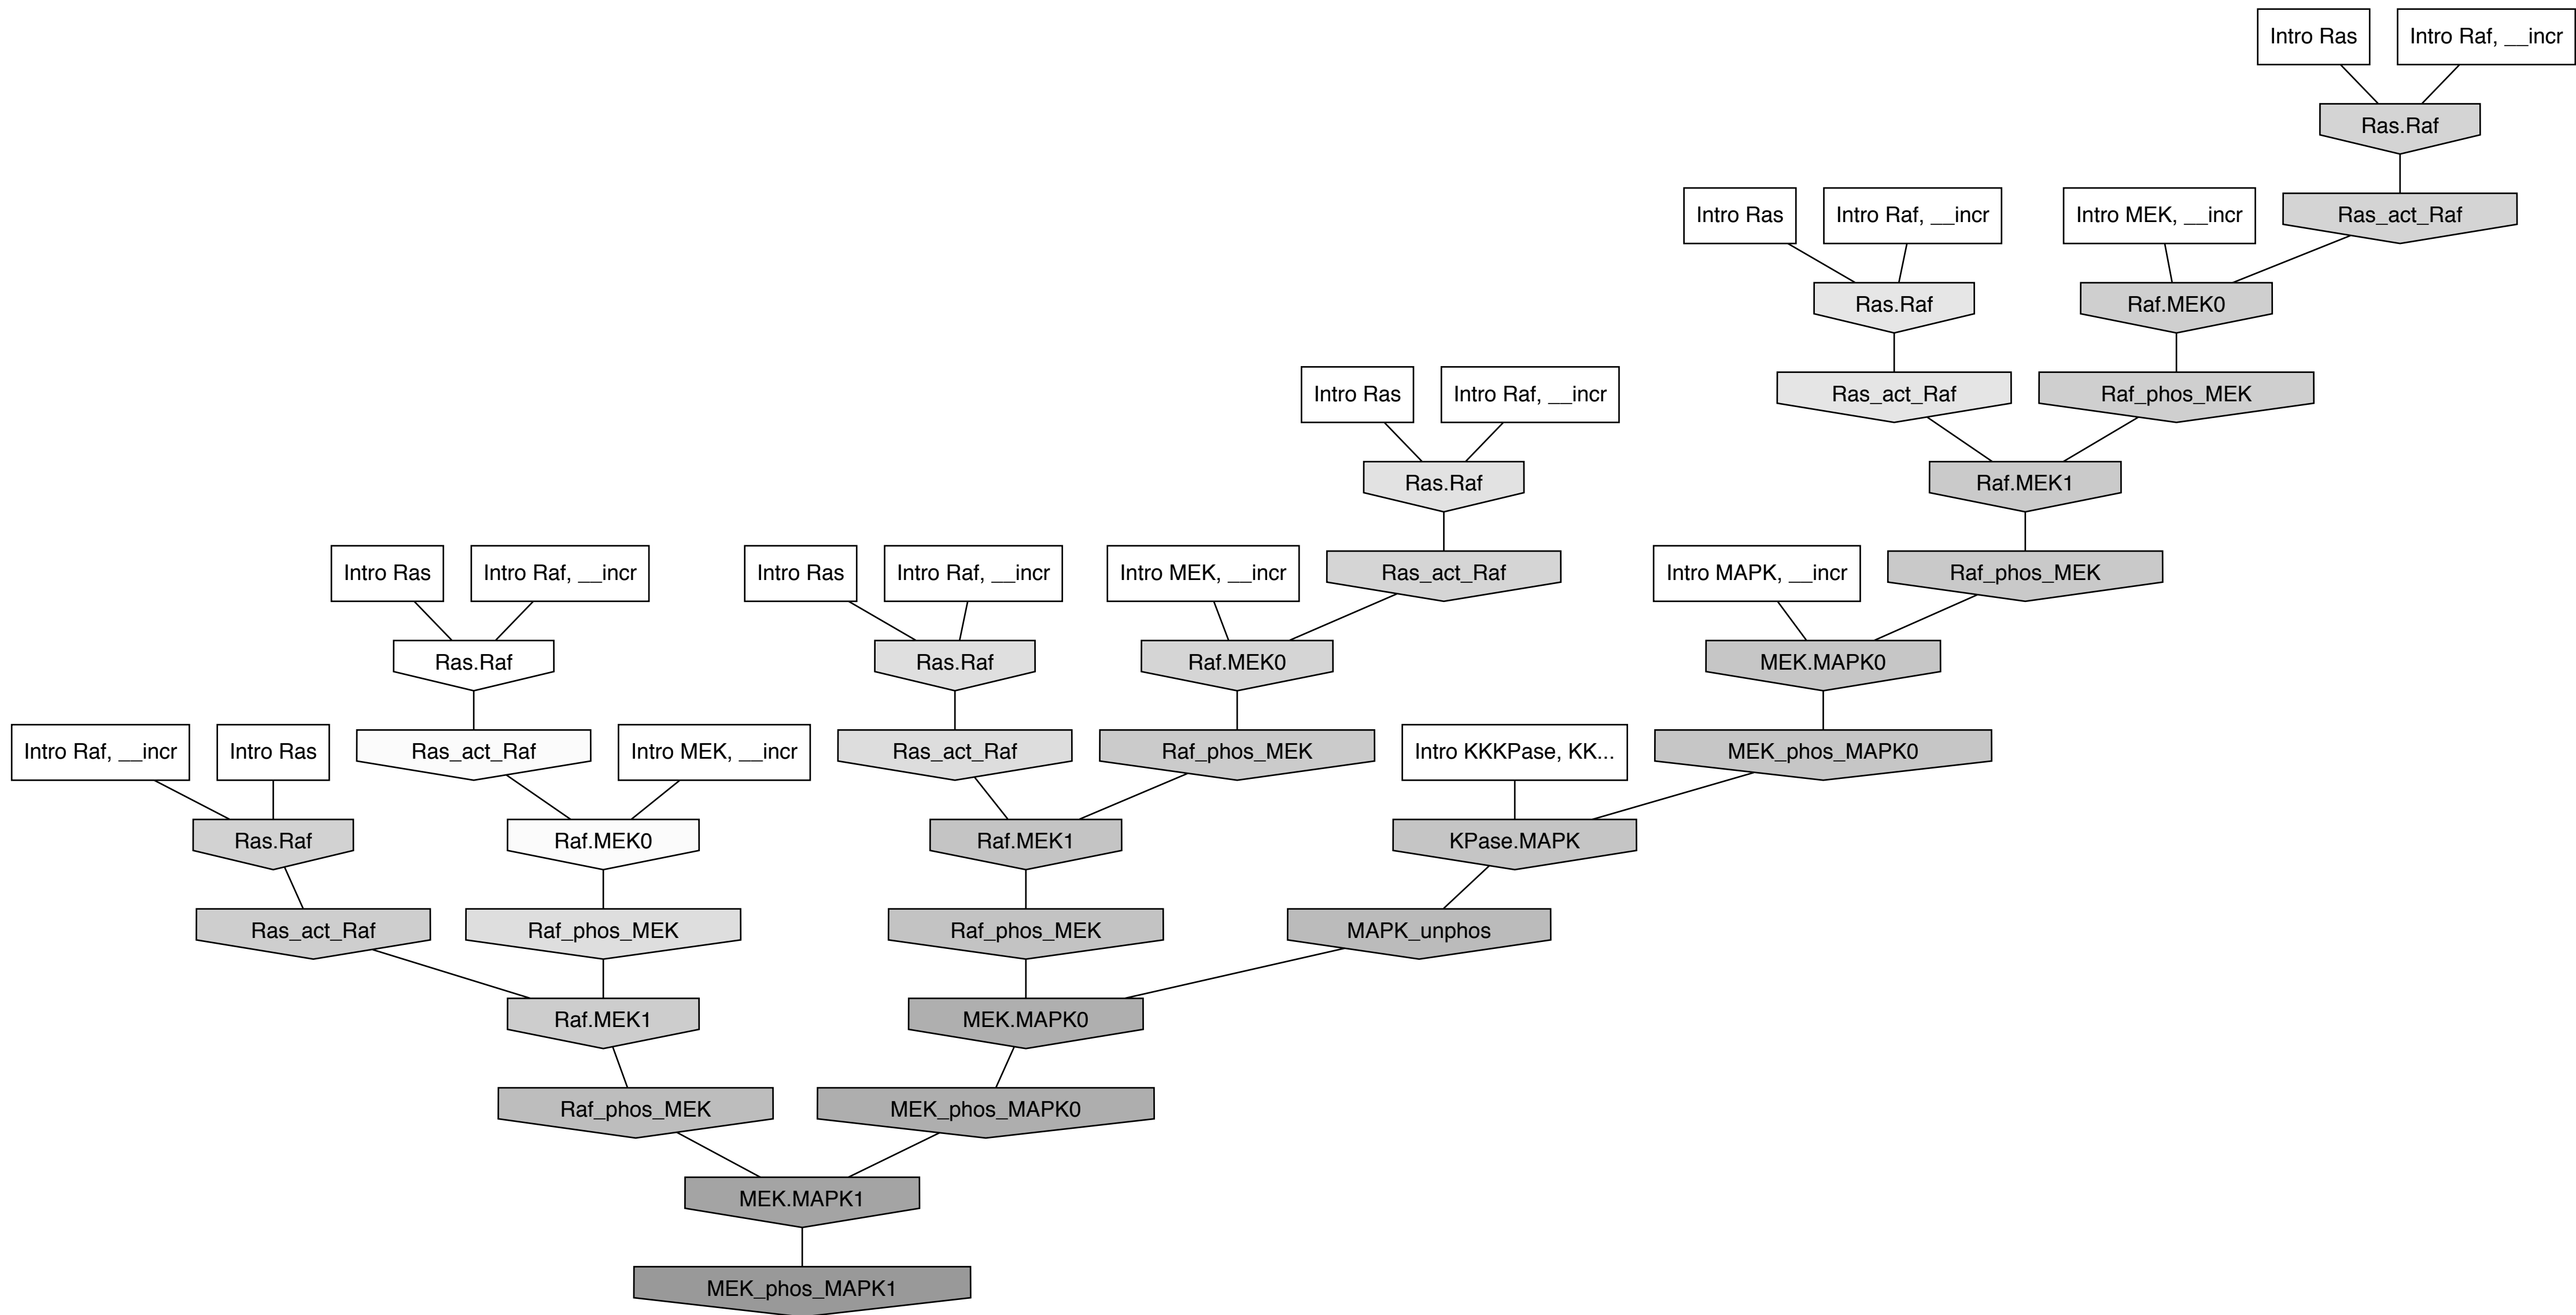 Intro Ras
Intro Raf, __incr
Ras.Raf
Intro Ras
Intro Raf, __incr
Intro MEK, __incr
Ras_act_Raf
Ras.Raf
Raf.MEK0
Intro Ras
Intro Raf, __incr
Ras_act_Raf
Raf_phos_MEK
Ras.Raf
Raf.MEK1
Intro Ras
Intro Raf, __incr
Intro Ras
Intro Raf, __incr
Intro MEK, __incr
Ras_act_Raf
Intro MAPK, __incr
Raf_phos_MEK
Ras.Raf
Ras.Raf
Raf.MEK0
MEK.MAPK0
Intro Raf, __incr
Intro Ras
Ras_act_Raf
Intro MEK, __incr
Ras_act_Raf
Raf_phos_MEK
Intro KKKPase, KK...
MEK_phos_MAPK0
Ras.Raf
Raf.MEK0
Raf.MEK1
KPase.MAPK
Ras_act_Raf
Raf_phos_MEK
Raf_phos_MEK
MAPK_unphos
Raf.MEK1
MEK.MAPK0
Raf_phos_MEK
MEK_phos_MAPK0
MEK.MAPK1
MEK_phos_MAPK1